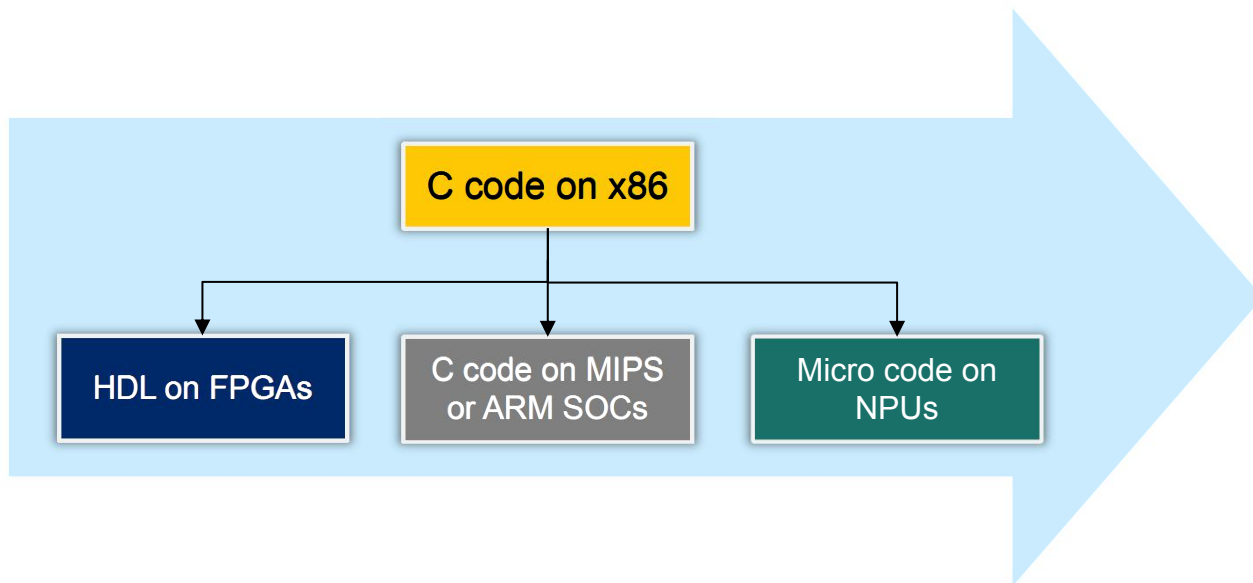 C code on x86
HDL on FPGAs
C code on MIPS
or ARM SOCs
Micro code on
NPUs